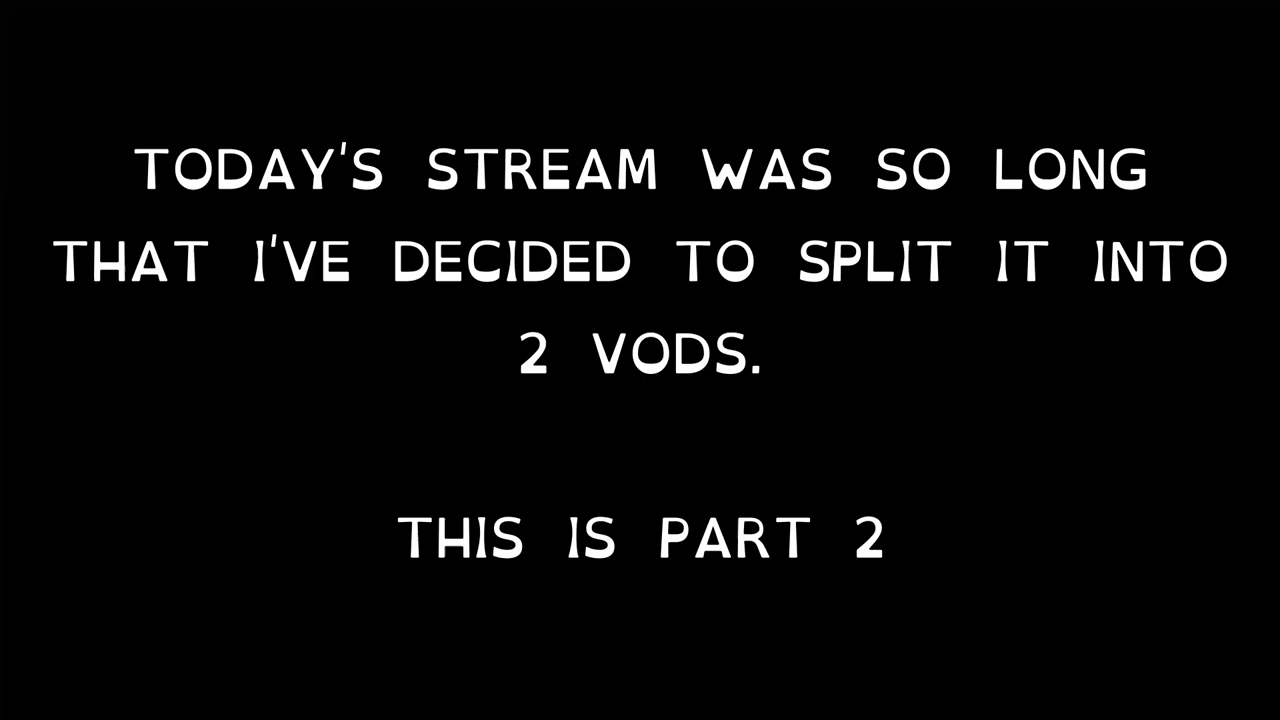 TODAY'S STREAM WAS SO LONG
THAT I'VE DECIDED TO SPLIT IT INTO
2 VODS.
THIS IS PART 2